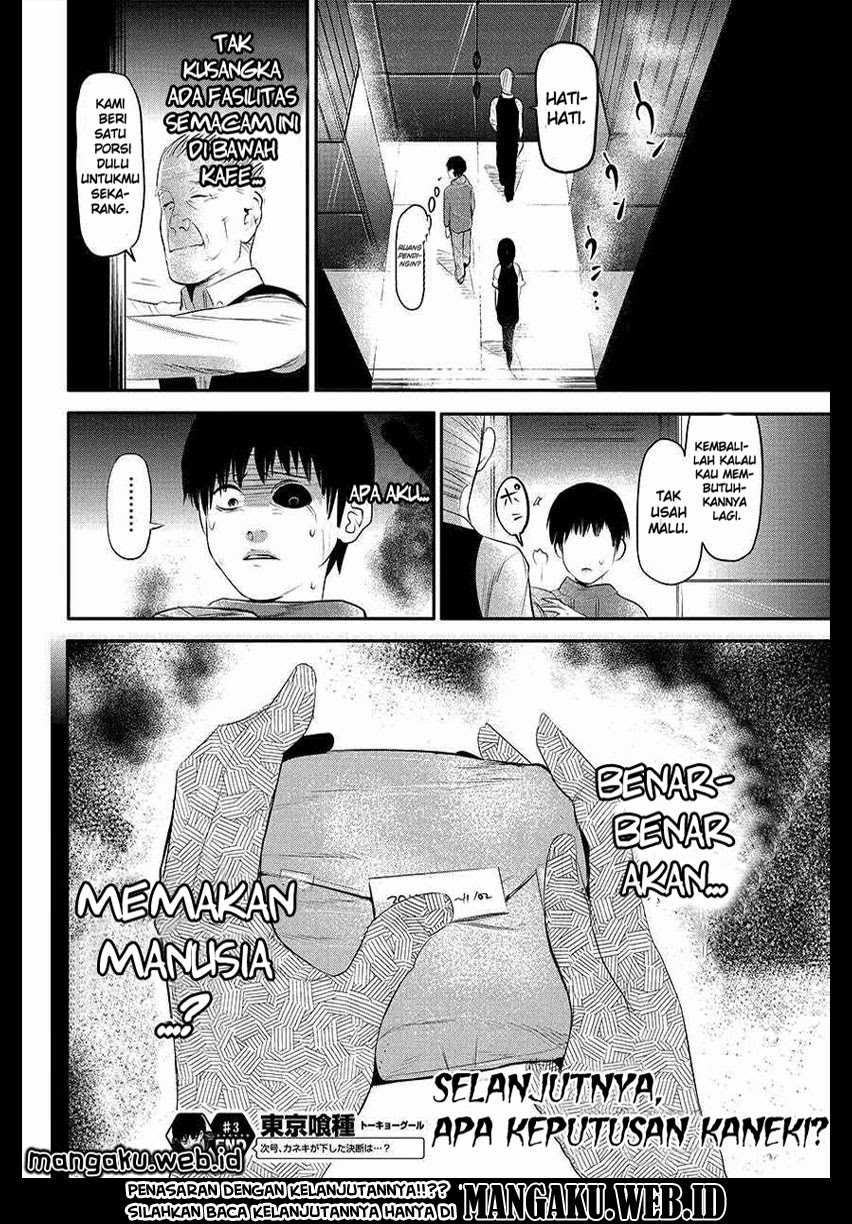 HATI-
HATI.
RUANG
PENDI-
NGIN?
TAK
KUSANGKA
ADA FASILITAS
SEMACAM INI
DI BAWAH
KAFE...
KAMI
BERI
SATU
PORSI
DULU
UNTUKMU
SEKA-
RANG.
KEMBALI-
LAH KALAU
KAU MEM-
BUTUH-
KANNYA
LAGI.
TAK
USAH
MALU.
APA AKU...
........
BENAR-
BENAR
AKAN...
MEMAKAN
MANUSIA
...?
SELANJUTNYA,
APA KEPUTUSAN KANEKI?
#3
END
東京喰種 トーキョーグール
次号、カネキが下した決断は…?
mangaku.web.id
PENASARAN DENGAN KELANJUTANNYA!!??
SILAHKAN BACA KELANJUTANNYA HANYA DI MANGAKU.WEB.ID